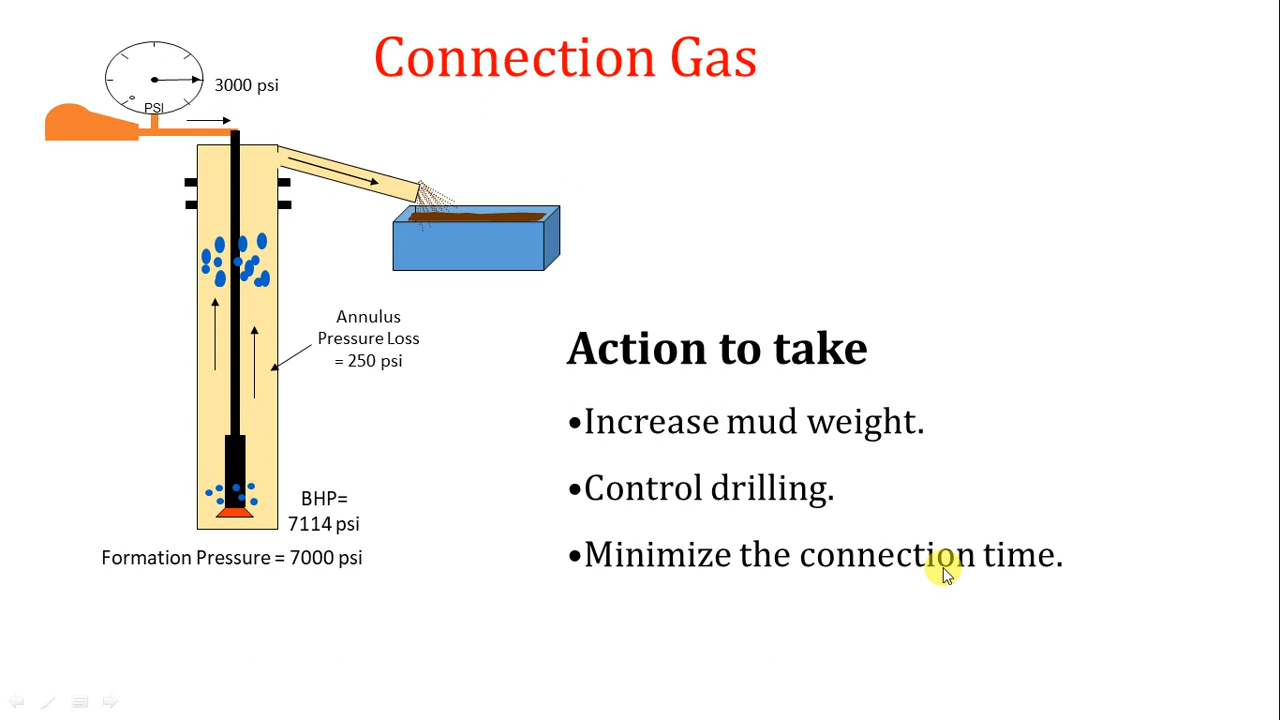 Connection Gas
3000 psi
0
PSI
Annulus
Pressure Loss
= 250 psi
Action to take
•Increase mud weight.
•Control drilling.
•Minimize the connection time.
BHP=
7114 psi
Formation Pressure = 7000 psi